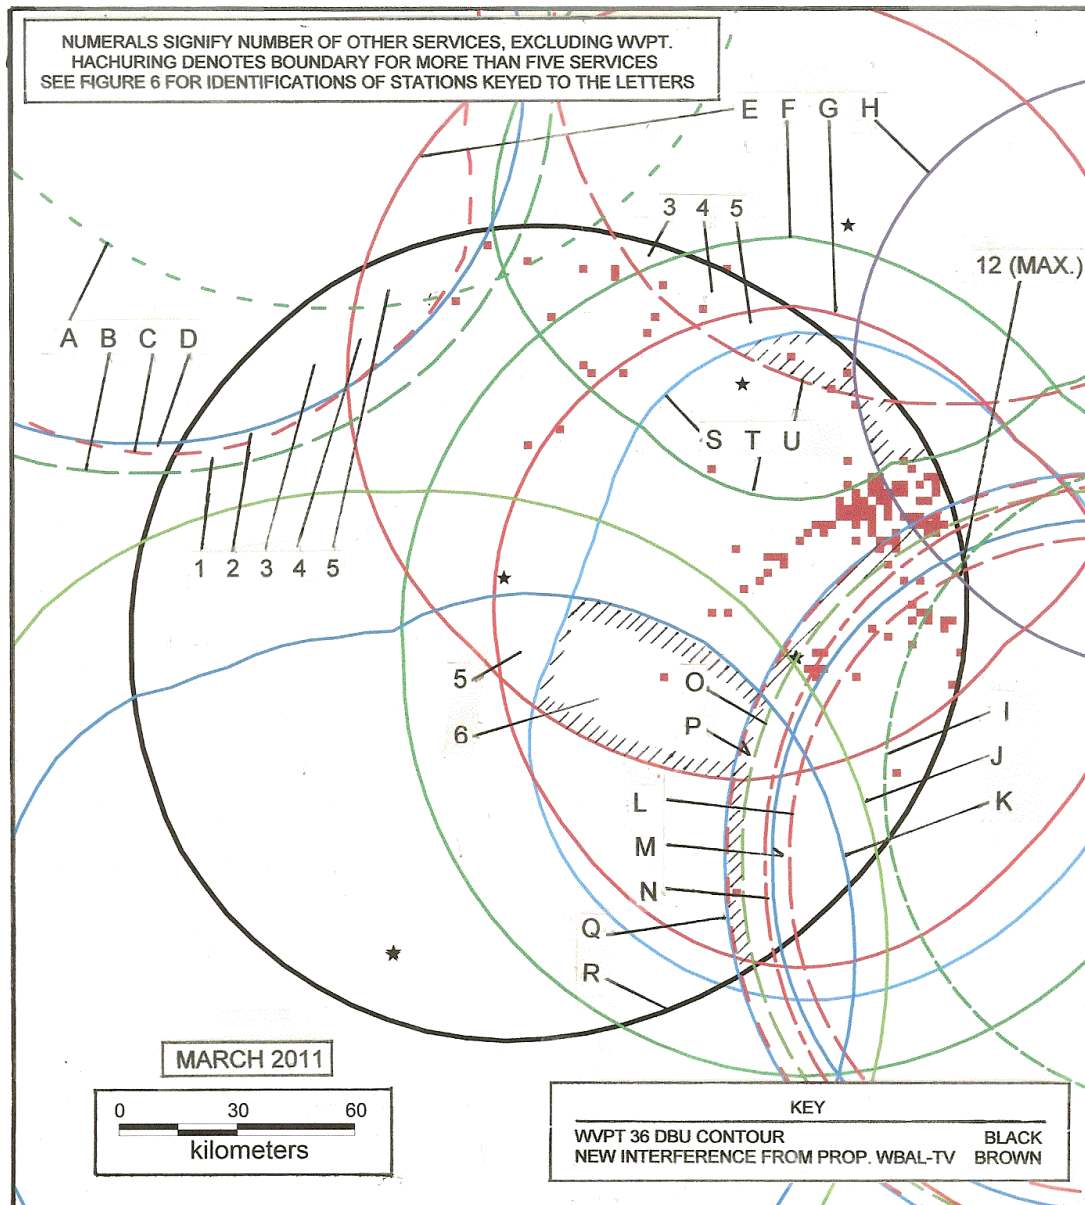 NUMERALS SIGNIFY NUMBER OF OTHER SERVICES, EXCLUDING WVPT.
HACHURING DENOTES BOUNDARY FOR MORE THAN FIVE SERVICES
SEE FIGURE 6 FOR IDENTIFICATIONS OF STATIONS KEYED TO THE LETTERS
E F G H
3 4 5
12 (MAX.)
A B C D
S T U
1 2 3 4 5
5
6
O
P
I
J
K
L
M
N
Q
R
MARCH 2011
0 30 60
kilometers
KEY
WVPT 36 DBU CONTOUR BLACK
NEW INTERFERENCE FROM PROP. WBAL-TV BROWN